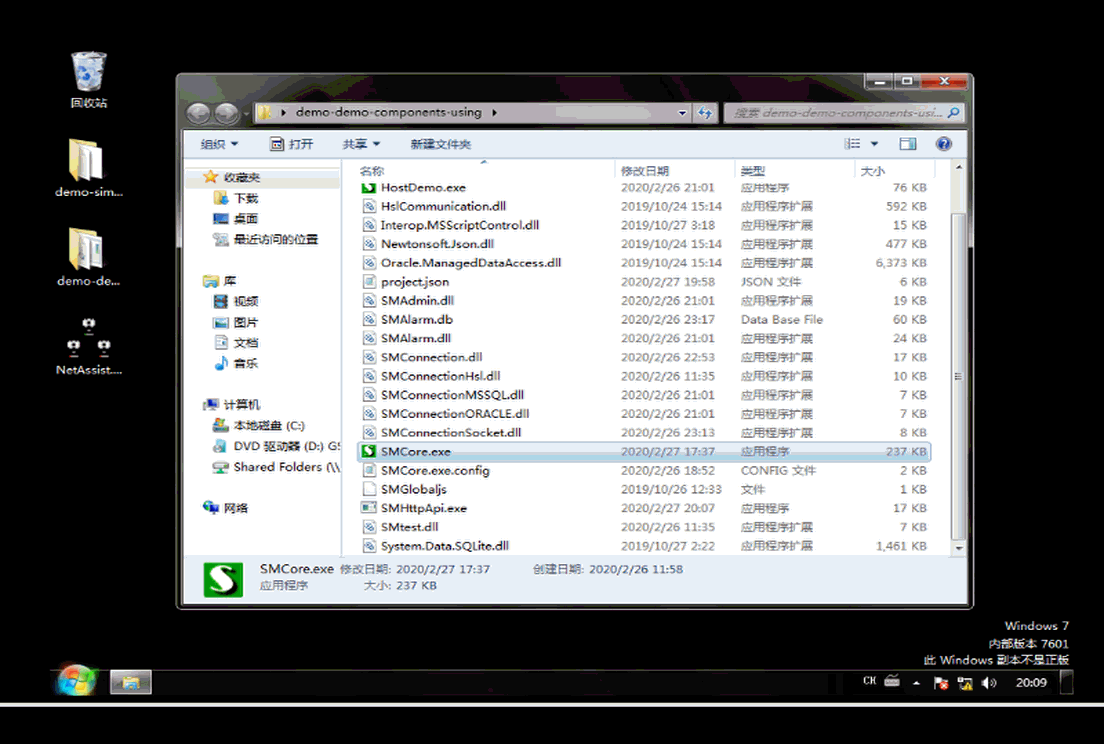 回收站
demo-sim...
demo-de...
NetAssist....
demo-demo-components-using
搜索 demo-demo-components-usi...
组织 打开 共享 新建文件夹
收藏夹
下载
桌面
最近访问的位置
库
视频
图片
文档
音乐
计算机
本地磁盘 (C:)
DVD 驱动器 (D:) G
Shared Folders (\\
网络
名称 修改日期 类型 大小
HostDemo.exe 2020/2/26 21:01 应用程序 76 KB
HslCommunication.dll 2019/10/24 15:14 应用程序扩展 592 KB
Interop.MSScriptControl.dll 2019/10/27 3:18 应用程序扩展 15 KB
Newtonsoft.Json.dll 2019/10/24 15:14 应用程序扩展 477 KB
Oracle.ManagedDataAccess.dll 2019/10/24 15:14 应用程序扩展 6,373 KB
project.json 2020/2/27 19:58 JSON 文件 6 KB
SMAdmin.dll 2020/2/26 21:01 应用程序扩展 19 KB
SMAlarm.db 2020/2/26 23:17 Data Base File 60 KB
SMAlarm.dll 2020/2/26 21:01 应用程序扩展 24 KB
SMConnection.dll 2020/2/26 22:53 应用程序扩展 17 KB
SMConnectionHsl.dll 2020/2/26 11:35 应用程序扩展 10 KB
SMConnectionMSSQL.dll 2020/2/26 21:01 应用程序扩展 7 KB
SMConnectionORACLE.dll 2020/2/26 21:01 应用程序扩展 7 KB
SMConnectionSocket.dll 2020/2/26 23:13 应用程序扩展 8 KB
SMCore.exe 2020/2/27 17:37 应用程序 237 KB
SMCore.exe.config 2020/2/26 18:52 CONFIG 文件 2 KB
SMGlobaljs 2019/10/26 12:33 文件 1 KB
SMHttpApi.exe 2020/2/27 20:07 应用程序 17 KB
SMtest.dll 2020/2/26 11:35 应用程序扩展 7 KB
System.Data.SQLite.dll 2019/10/27 2:22 应用程序扩展 1,461 KB
SMCore.exe 修改日期: 2020/2/27 17:37 创建日期: 2020/2/26 11:58
应用程序 大小: 237 KB
Windows 7
内部版本 7601
此 Windows 副本不是正版
CH 20:09